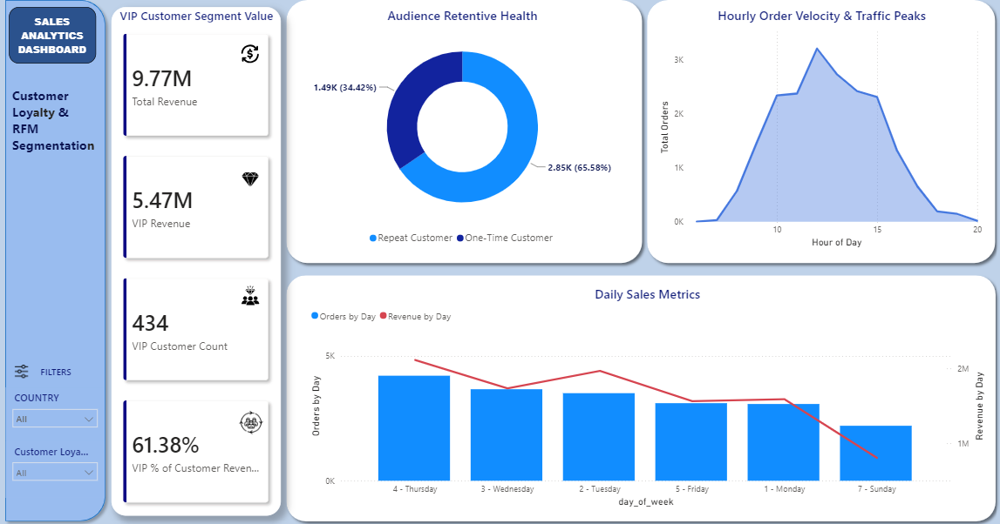 SALES
ANALYTICS
DASHBOARD
Customer
Loyalty &
RFM
Segmentation
FILTERS
COUNTRY
All
Customer Loya...
All
VIP Customer Segment Value
9.77M
Total Revenue
5.47M
VIP Revenue
434
VIP Customer Count
61.38%
VIP % of Customer Reven...
Audience Retentive Health
1.49K (34.42%)
2.85K (65.58%)
Repeat Customer One-Time Customer
Hourly Order Velocity & Traffic Peaks
Total Orders
3K
2K
1K
0K
10 15 20
Hour of Day
Daily Sales Metrics
Orders by Day Revenue by Day
Orders by Day
5K
0K
2M
1M
Revenue by Day
4 - Thursday 3 - Wednesday 2 - Tuesday 5 - Friday 1 - Monday 7 - Sunday
day_of_week